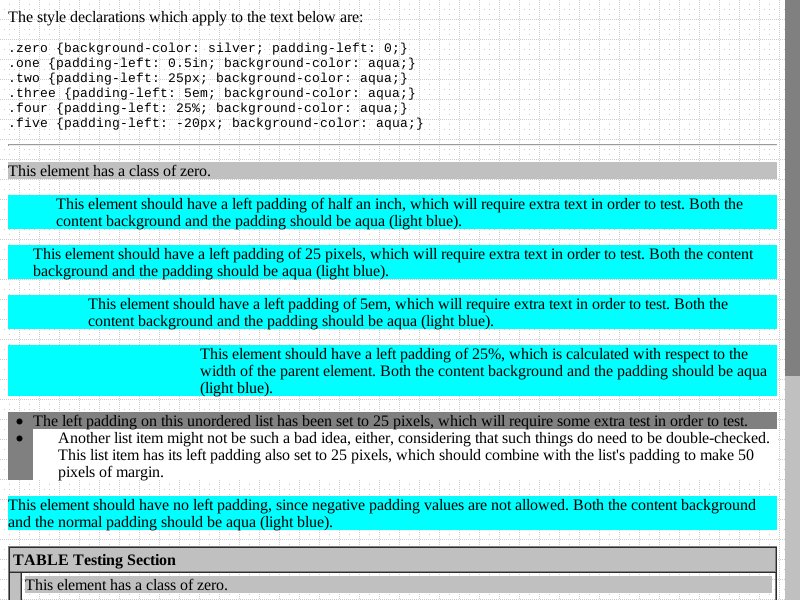 The style declarations which apply to the text below are:
.zero {background-color: silver; padding-left: 0;}
.one {padding-left: 0.5in; background-color: aqua;}
.two {padding-left: 25px; background-color: aqua;}
.three {padding-left: 5em; background-color: aqua;}
.four {padding-left: 25%; background-color: aqua;}
.five {padding-left: -20px; background-color: aqua;}
This element has a class of zero.
This element should have a left padding of half an inch, which will require extra text in order to test. Both the
content background and the padding should be aqua (light blue).
This element should have a left padding of 25 pixels, which will require extra text in order to test. Both the content
background and the padding should be aqua (light blue).
This element should have a left padding of 5em, which will require extra text in order to test. Both the
content background and the padding should be aqua (light blue).
This element should have a left padding of 25%, which is calculated with respect to the
width of the parent element. Both the content background and the padding should be aqua
(light blue).
• The left padding on this unordered list has been set to 25 pixels, which will require some extra test in order to test.
• Another list item might not be such a bad idea, either, considering that such things do need to be double-checked.
This list item has its left padding also set to 25 pixels, which should combine with the list's padding to make 50
pixels of margin.
This element should have no left padding, since negative padding values are not allowed. Both the content background
and the normal padding should be aqua (light blue).
TABLE Testing Section
This element has a class of zero.